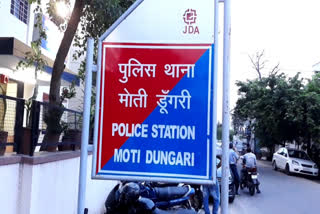 JDA
पुलिस थाना
मोती डूँगरी
POLICE STATION
MOTI DUNGARI